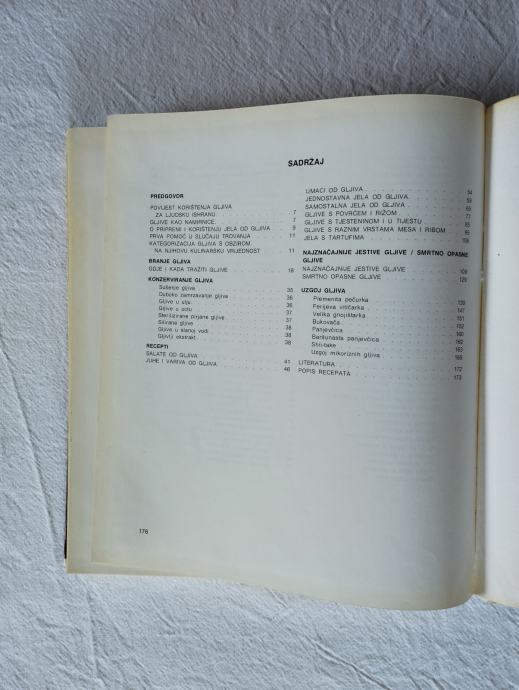 SADRŽAJ
PREDGOVOR
POVIJEST KORIŠTENJA GLJIVA
ZA LJUDSKU ISHRANU . 7
GLJIVE KAO NAMIRNICE. 7
O PRIPREMI I KORIŠTENJU JELA OD GLJIVA . 9
PRVA POMOĆ U SLUČAJU TROVANJA 11
KATEGORIZACIJA GLJIVA S OBZIROM
NA NJIHOVU KULINARSKU VRIJEDNOST 11
BRANJE GLJIVA
GDJE I KADA TRAŽITI GLJIVE 18
KONZERVIRANJE GLJIVA
Sušenje gljiva 35
Duboko zamrzavanje gljiva 36
Gljive u ulju. 36
Gljive u octu 37
Sterilizirane pirjane gljive. 37
Silirane gljive 38
Gljive u slanoj vodi 38
Gljivlji ekstrakt. 38
RECEPTI
SALATE OD GLJIVA 41
JUHE I VARIVA OD GLJIVA. 46
UMACI OD GLJIVA . 54
JEDNOSTAVNA JELA OD GLJIVA. 59
SAMOSTALNA JELA OD GLJIVA . 65
GLJIVE S POVRĆEM I RIŽOM 77
GLJIVE S TJESTENINOM I U TIJESTU 85
GLJIVE S RAZNIM VRSTAMA MESA I RIBOM 95
JELA S TARTUFIMA
NAJZNAČAJNIJE JESTIVE GLJIVE / SMRTNO OPASNE
GLJIVE
NAJZNAČAJNIJE JESTIVE GLJIVE 109
SMRTNO OPASNE GLJIVE 129
UZGOJ GLJIVA
Plemenita pečurka 139
Ferijeva vitičarka . 147
Velika gnojištarka. 151
Bukovača. 152
Panjevčica 160
Baršunasta panjevčica 162
Shii-take 163
Uzgoj mikoriznih gljiva 165
LITERATURA. 172
POPIS RECEPATA 173
176